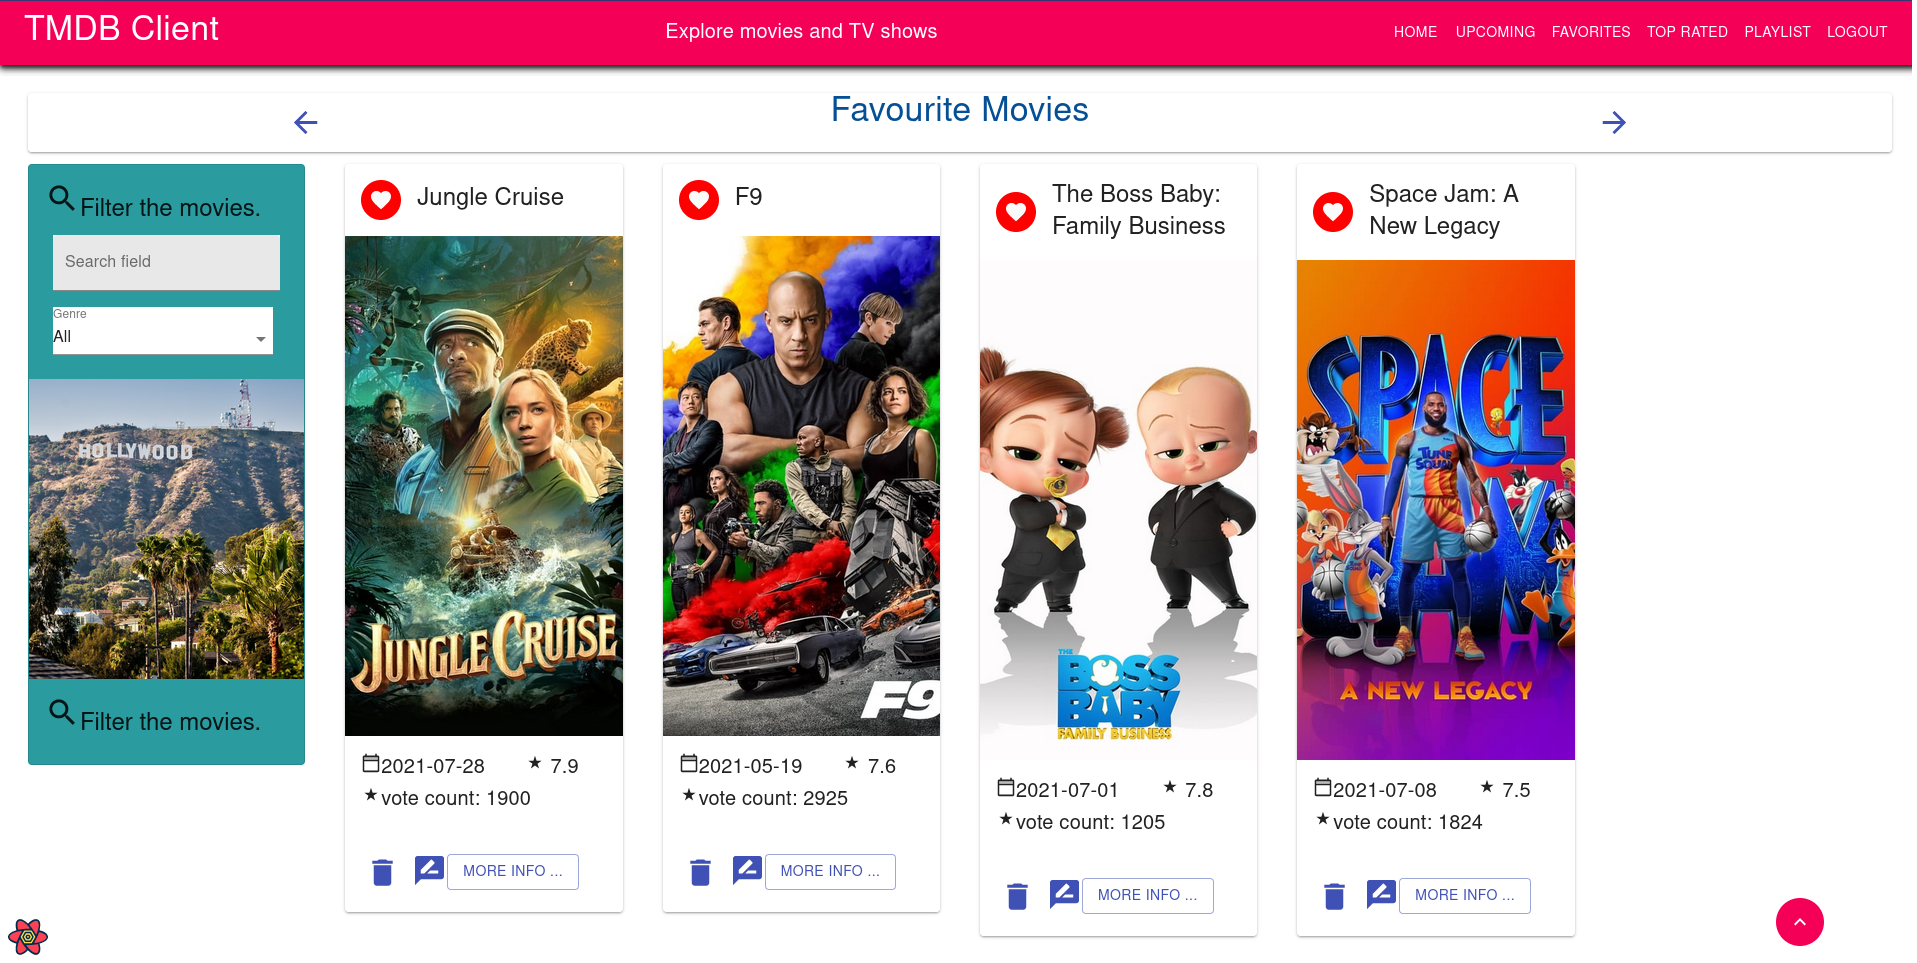 TMDB Client
Explore movies and TV shows
HOME UPCOMING FAVORITES TOP RATED PLAYLIST LOGOUT
Favourite Movies
Filter the movies.
Search field
Genre
All
HOLLYWOOD
Filter the movies.
Jungle Cruise
JUNGLE CRUISE
2021-07-28 7.9
vote count: 1900
MORE INFO ...
F9
F9
2021-05-19 7.6
vote count: 2925
MORE INFO ...
The Boss Baby:
Family Business
THE
BOSS
BABY
FAMILY BUSINESS
2021-07-01 7.8
vote count: 1205
MORE INFO ...
Space Jam: A
New Legacy
SPACE
JAM
TUNE
SQUAD
A NEW LEGACY
2021-07-08 7.5
vote count: 1824
MORE INFO ...